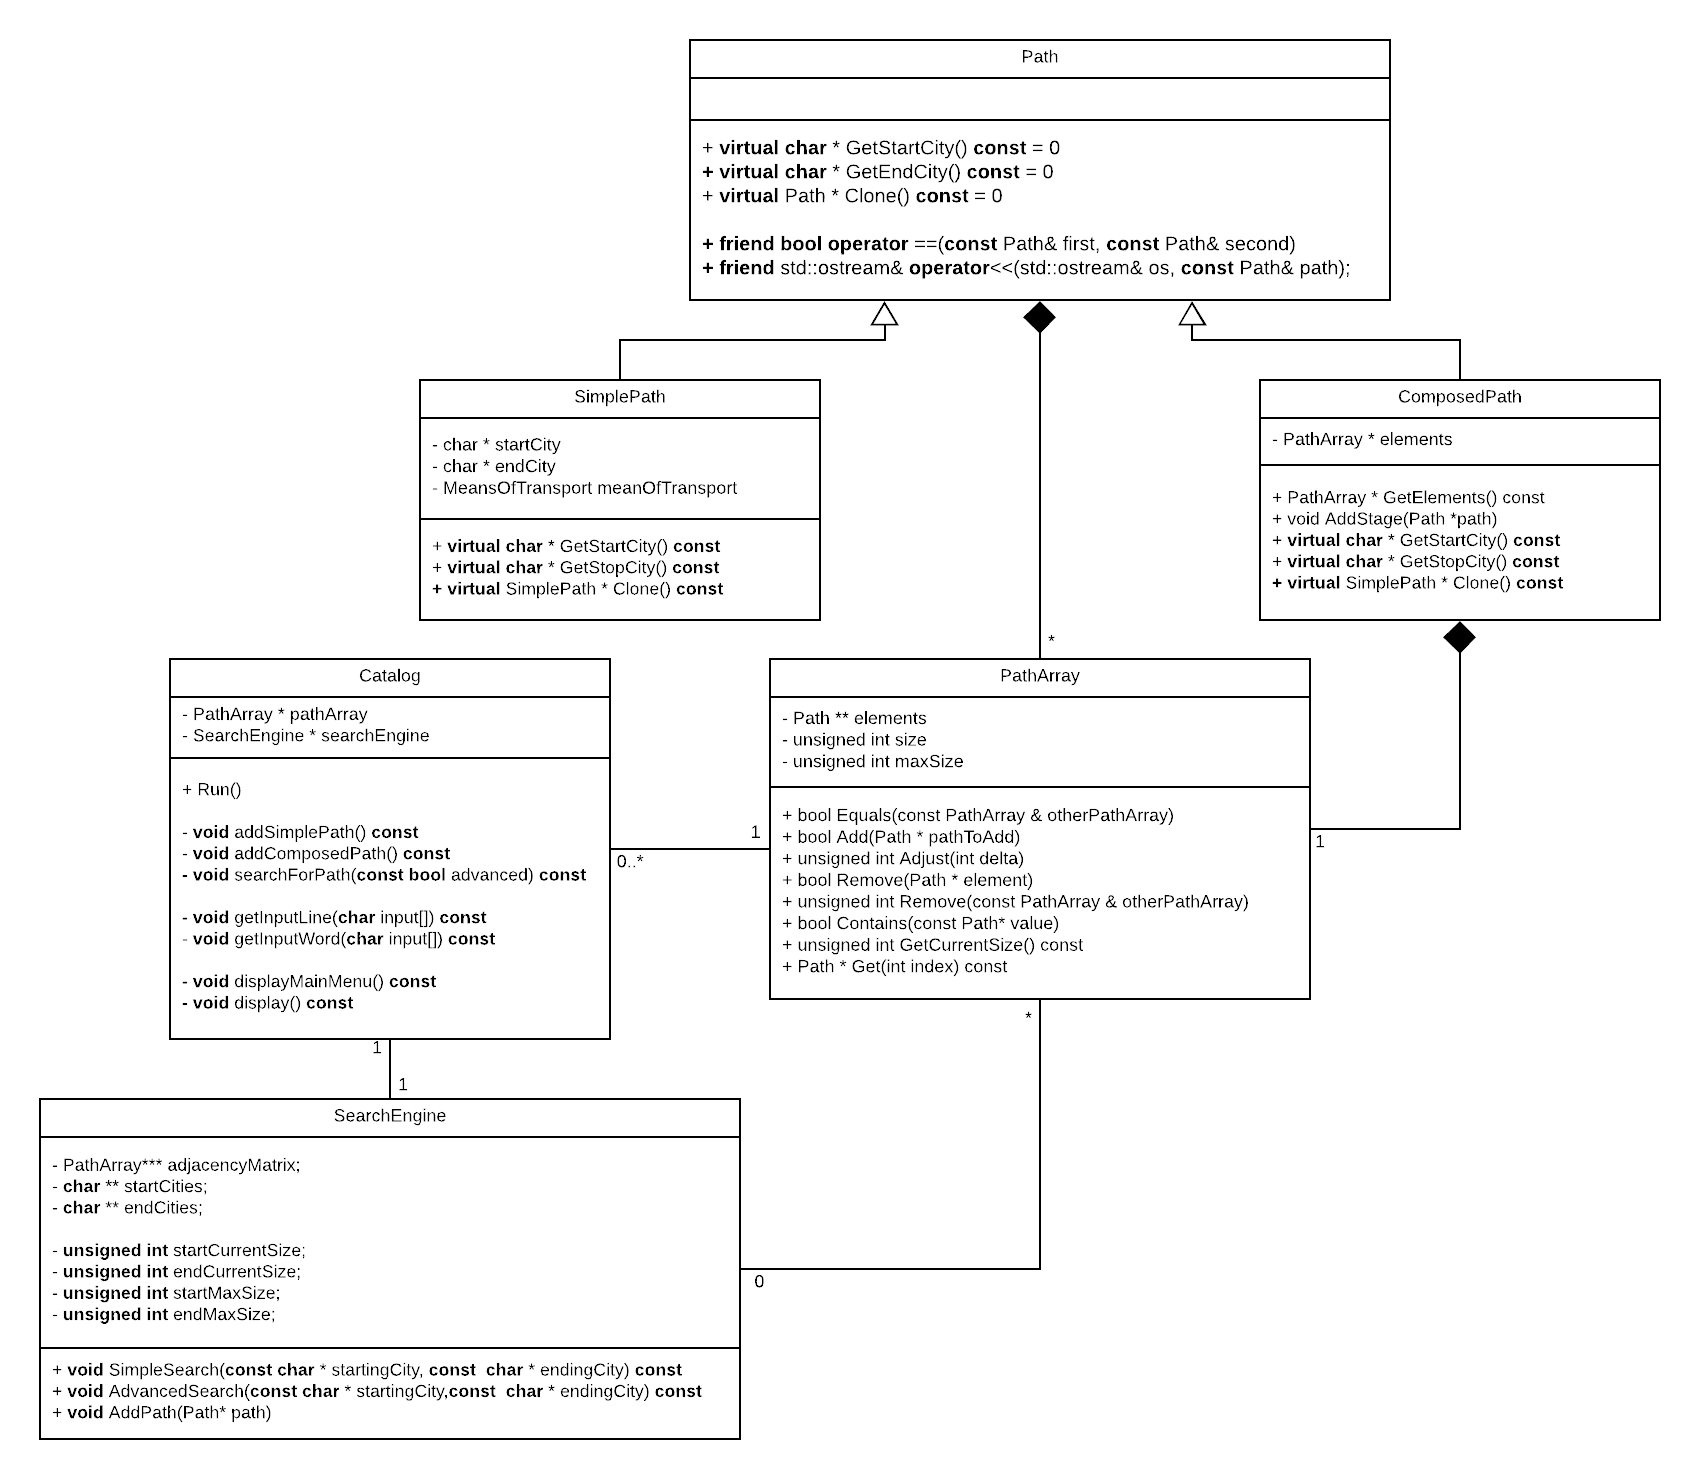 Path
+ virtual char * GetStartCity() const = 0
+ virtual char * GetEndCity() const = 0
+ virtual Path * Clone() const = 0
+ friend bool operator ==(const Path& first, const Path& second)
+ friend std::ostream& operator<<(std::ostream& os, const Path& path);
SimplePath
- char * startCity
- char * endCity
- MeansOfTransport meanOfTransport
+ virtual char * GetStartCity() const
+ virtual char * GetStopCity() const
+ virtual SimplePath * Clone() const
ComposedPath
- PathArray * elements
+ PathArray * GetElements() const
+ void AddStage(Path *path)
+ virtual char * GetStartCity() const
+ virtual char * GetStopCity() const
+ virtual SimplePath * Clone() const
*
Catalog
- PathArray * pathArray
- SearchEngine * searchEngine
+ Run()
- void addSimplePath() const
- void addComposedPath() const
- void searchForPath(const bool advanced) const
- void getInputLine(char input[]) const
- void getInputWord(char input[]) const
- void displayMainMenu() const
- void display() const
1
0..*
PathArray
- Path ** elements
- unsigned int size
- unsigned int maxSize
+ bool Equals(const PathArray & otherPathArray)
+ bool Add(Path * pathToAdd)
+ unsigned int Adjust(int delta)
+ bool Remove(Path * element)
+ unsigned int Remove(const PathArray & otherPathArray)
+ bool Contains(const Path* value)
+ unsigned int GetCurrentSize() const
+ Path * Get(int index) const
1
*
1
1
SearchEngine
- PathArray*** adjacencyMatrix;
- char ** startCities;
- char ** endCities;
- unsigned int startCurrentSize;
- unsigned int endCurrentSize;
- unsigned int startMaxSize;
- unsigned int endMaxSize;
+ void SimpleSearch(const char * startingCity, const  char * endingCity) const
+ void AdvancedSearch(const char * startingCity,const  char * endingCity) const
+ void AddPath(Path* path)
0